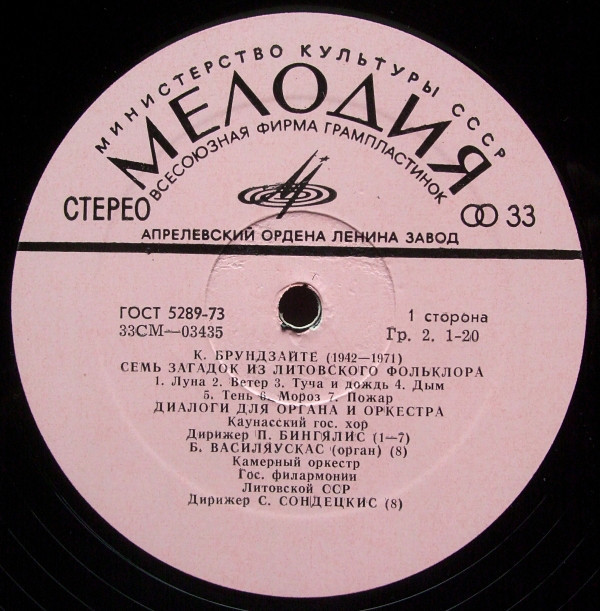 МИНИСТЕРСТВО КУЛЬТУРЫ СССР
МЕЛОДИЯ
ВСЕСОЮЗНАЯ ФИРМА ГРАМПЛАСТИНОК
СТЕРЕО
33
АПРЕЛЕВСКИЙ ОРДЕНА ЛЕНИНА ЗАВОД
ГОСТ 5289-73
1 сторона
33СМ—03435
Гр. 2. 1-20
К. БРУНДЗАЙТЕ (1942—1971)
СЕМЬ ЗАГАДОК ИЗ ЛИТОВСКОГО ФОЛЬКЛОРА
1. Луна 2. Ветер 3. Туча и дождь 4. Дым
5. Тень 6. Мороз 7. Пожар
ДИАЛОГИ ДЛЯ ОРГАНА И ОРКЕСТРА
Каунасский гос. хор
Дирижер П. БИНГЯЛИС (1—7)
Б. ВАСИЛЯУСКАС (орган) (8)
Камерный оркестр
Гос. филармонии
Литовской ССР
Дирижер С. СОНДЕЦКИС (8)